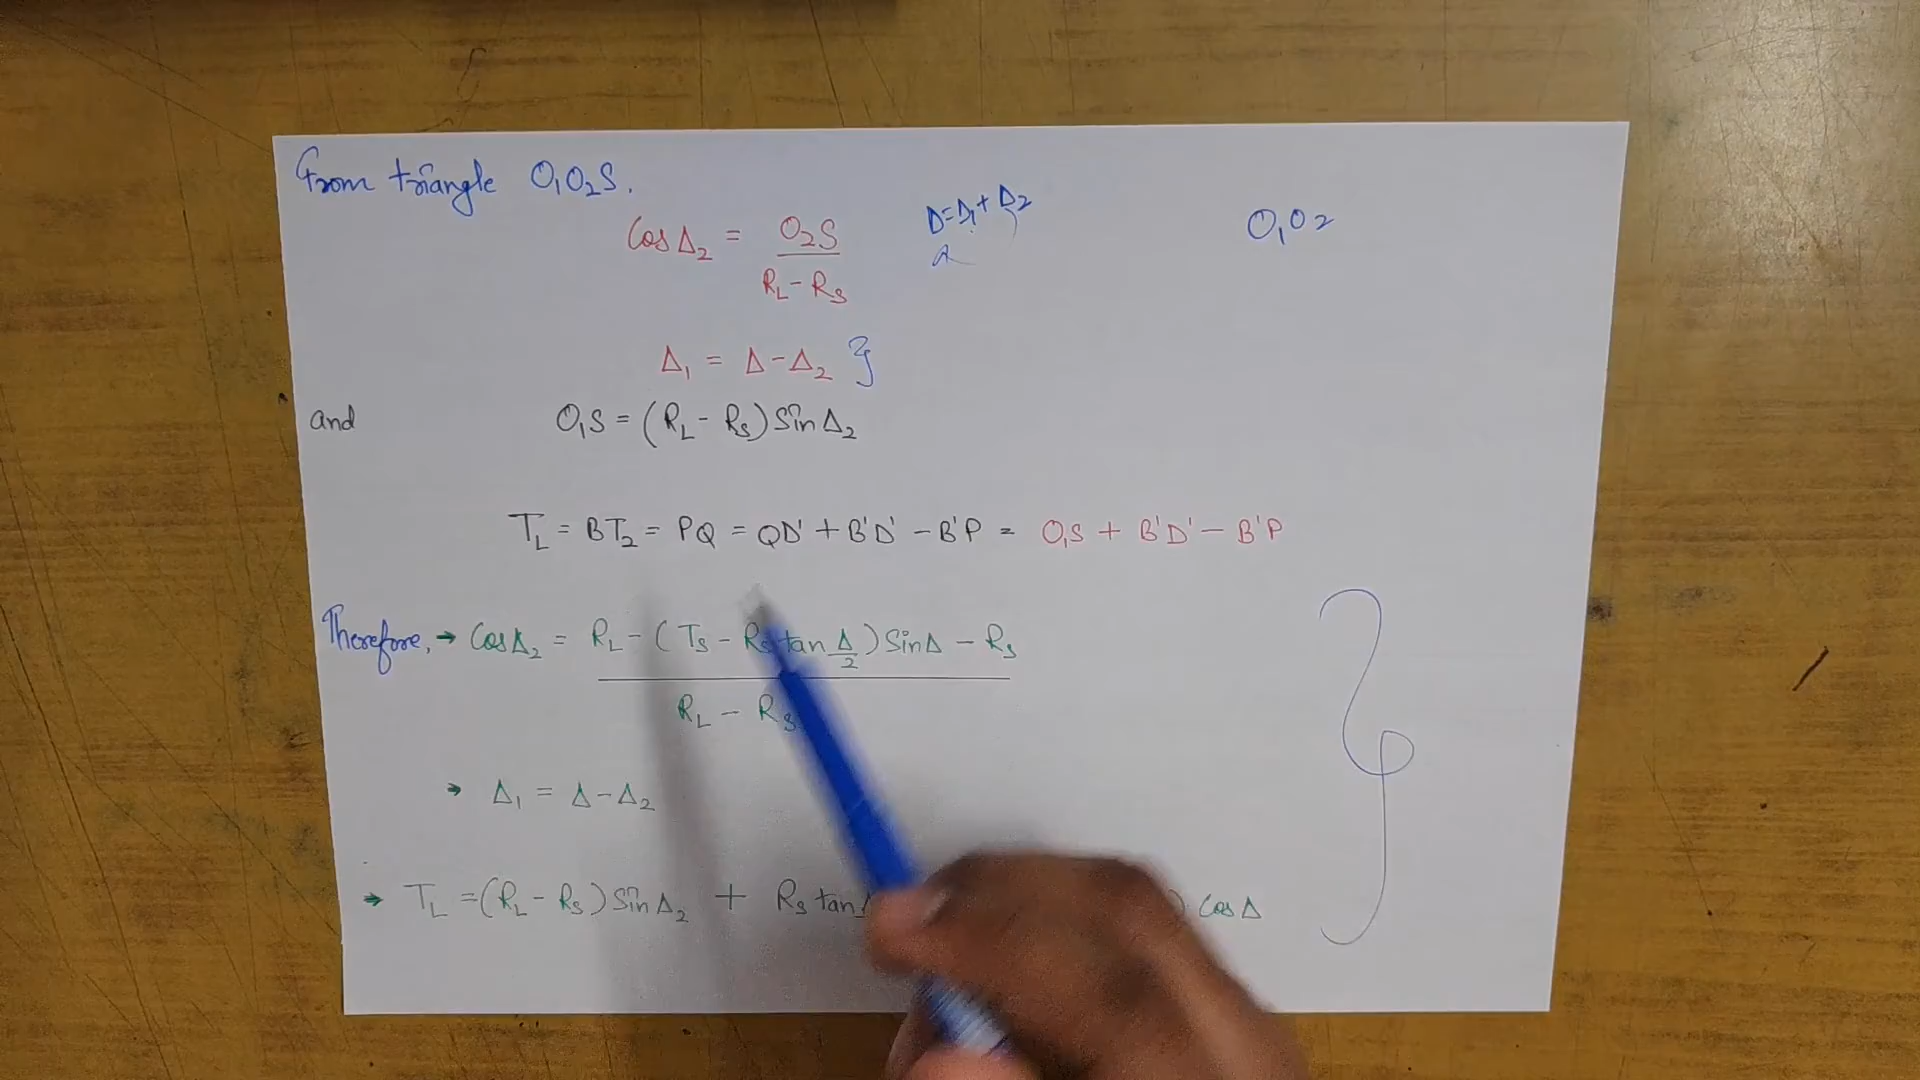 From triangle O₁O₂S.
Cos Δ₂ = O₂S / (R_L - R_S)
Δ = Δ₁ + Δ₂
O₁O₂
Δ₁ = Δ - Δ₂ }
and O₁S = (R_L - R_S) Sin Δ₂
T_L = BT₂ = PQ = QD' + B'D' - B'P = O₁S + B'D' - B'P
Therefore, → Cos Δ₂ = R_L - (T_S - R_S tan Δ/2) Sin Δ - R_S
R_L - R_S
→ Δ₁ = Δ - Δ₂
→ T_L = (R_L - R_S) Sin Δ₂ + R_S tan ) Cos Δ